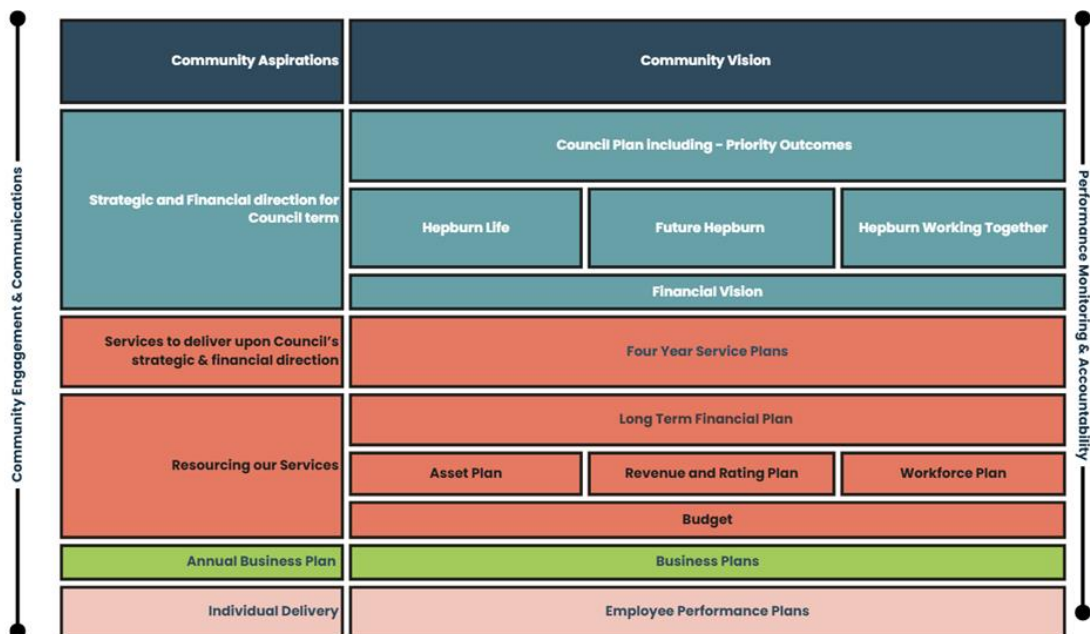 Community Engagement & Communications
Community Aspirations
Community Vision
Strategic and Financial direction for
Council term
Council Plan including - Priority Outcomes
Hepburn Life
Future Hepburn
Hepburn Working Together
Financial Vision
Services to deliver upon Council's
strategic & financial direction
Four Year Service Plans
Resourcing our Services
Long Term Financial Plan
Asset Plan
Revenue and Rating Plan
Workforce Plan
Budget
Annual Business Plan
Business Plans
Individual Delivery
Employee Performance Plans
Performance Monitoring & Accountability